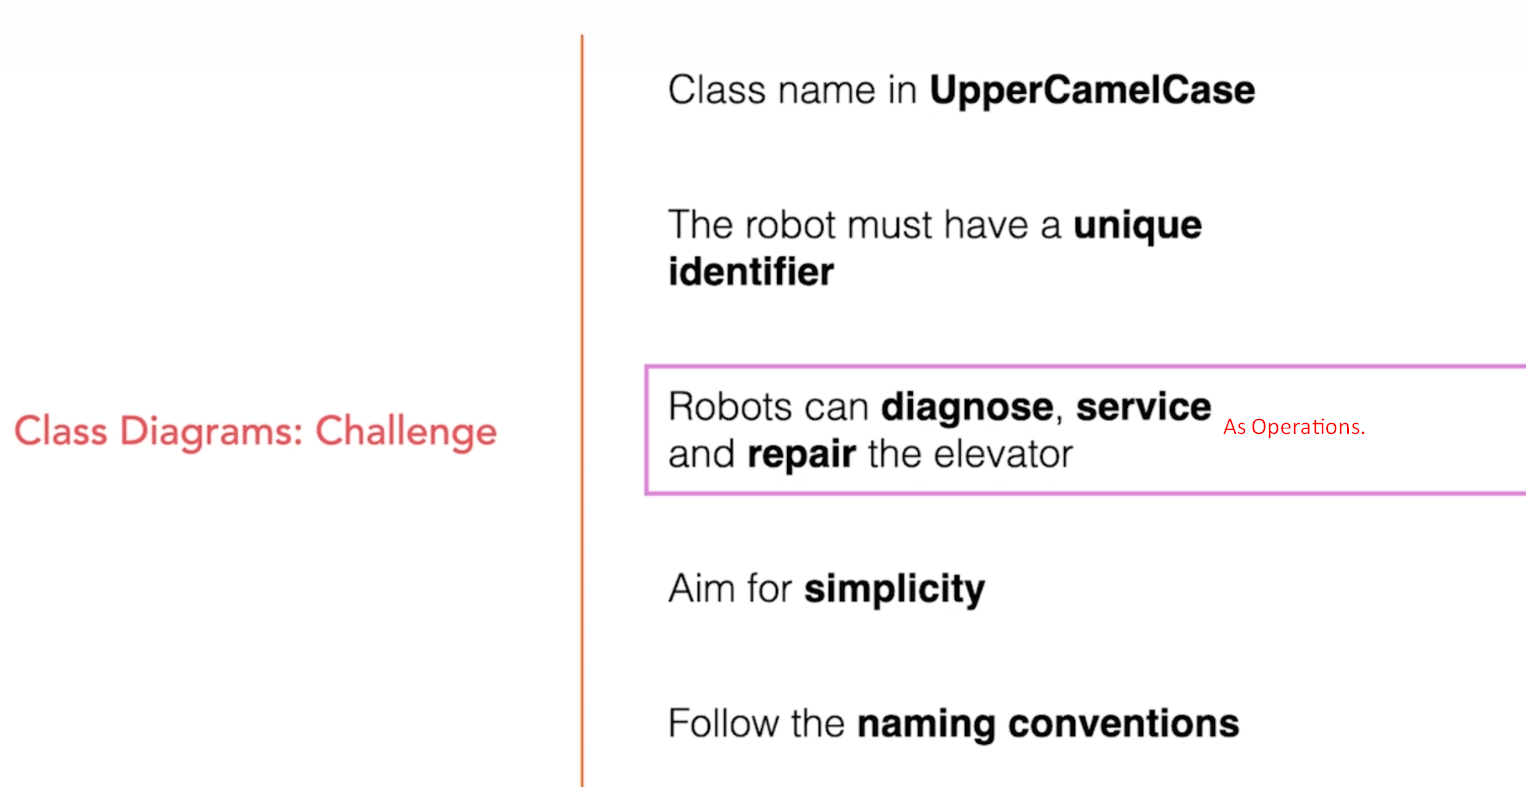 Class name in UpperCamelCase
The robot must have a unique
identifier
Class Diagrams: Challenge
Robots can diagnose, service
and repair the elevator
As Operations.
Aim for simplicity
Follow the naming conventions